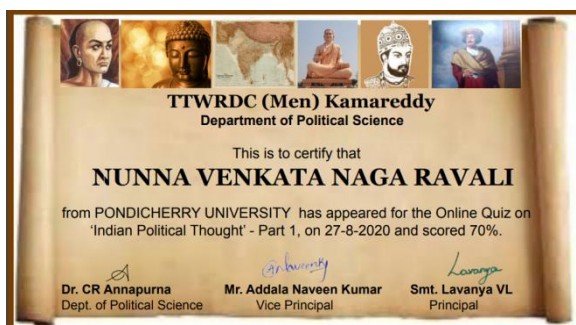 TTWRDC (Men) Kamareddy
Department of Political Science
This is to certify that
NUNNA VENKATA NAGA RAVALI
from PONDICHERRY UNIVERSITY has appeared for the Online Quiz on
'Indian Political Thought' - Part 1, on 27-8-2020 and scored 70%.
Lavanya
Dr. CR Annapurna Mr. Addala Naveen Kumar Smt. Lavanya VL
Dept. of Political Science Vice Principal Principal